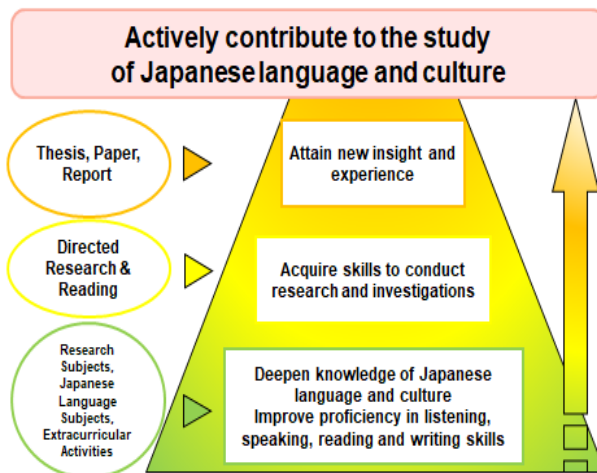 Actively contribute to the study
of Japanese language and culture
Thesis, Paper,
Report
Attain new insight and
experience
Directed
Research &
Reading
Acquire skills to conduct
research and investigations
Research
Subjects,
Japanese
Language
Subjects,
Extracurricular
Activities
Deepen knowledge of Japanese
language and culture
Improve proficiency in listening,
speaking, reading and writing skills